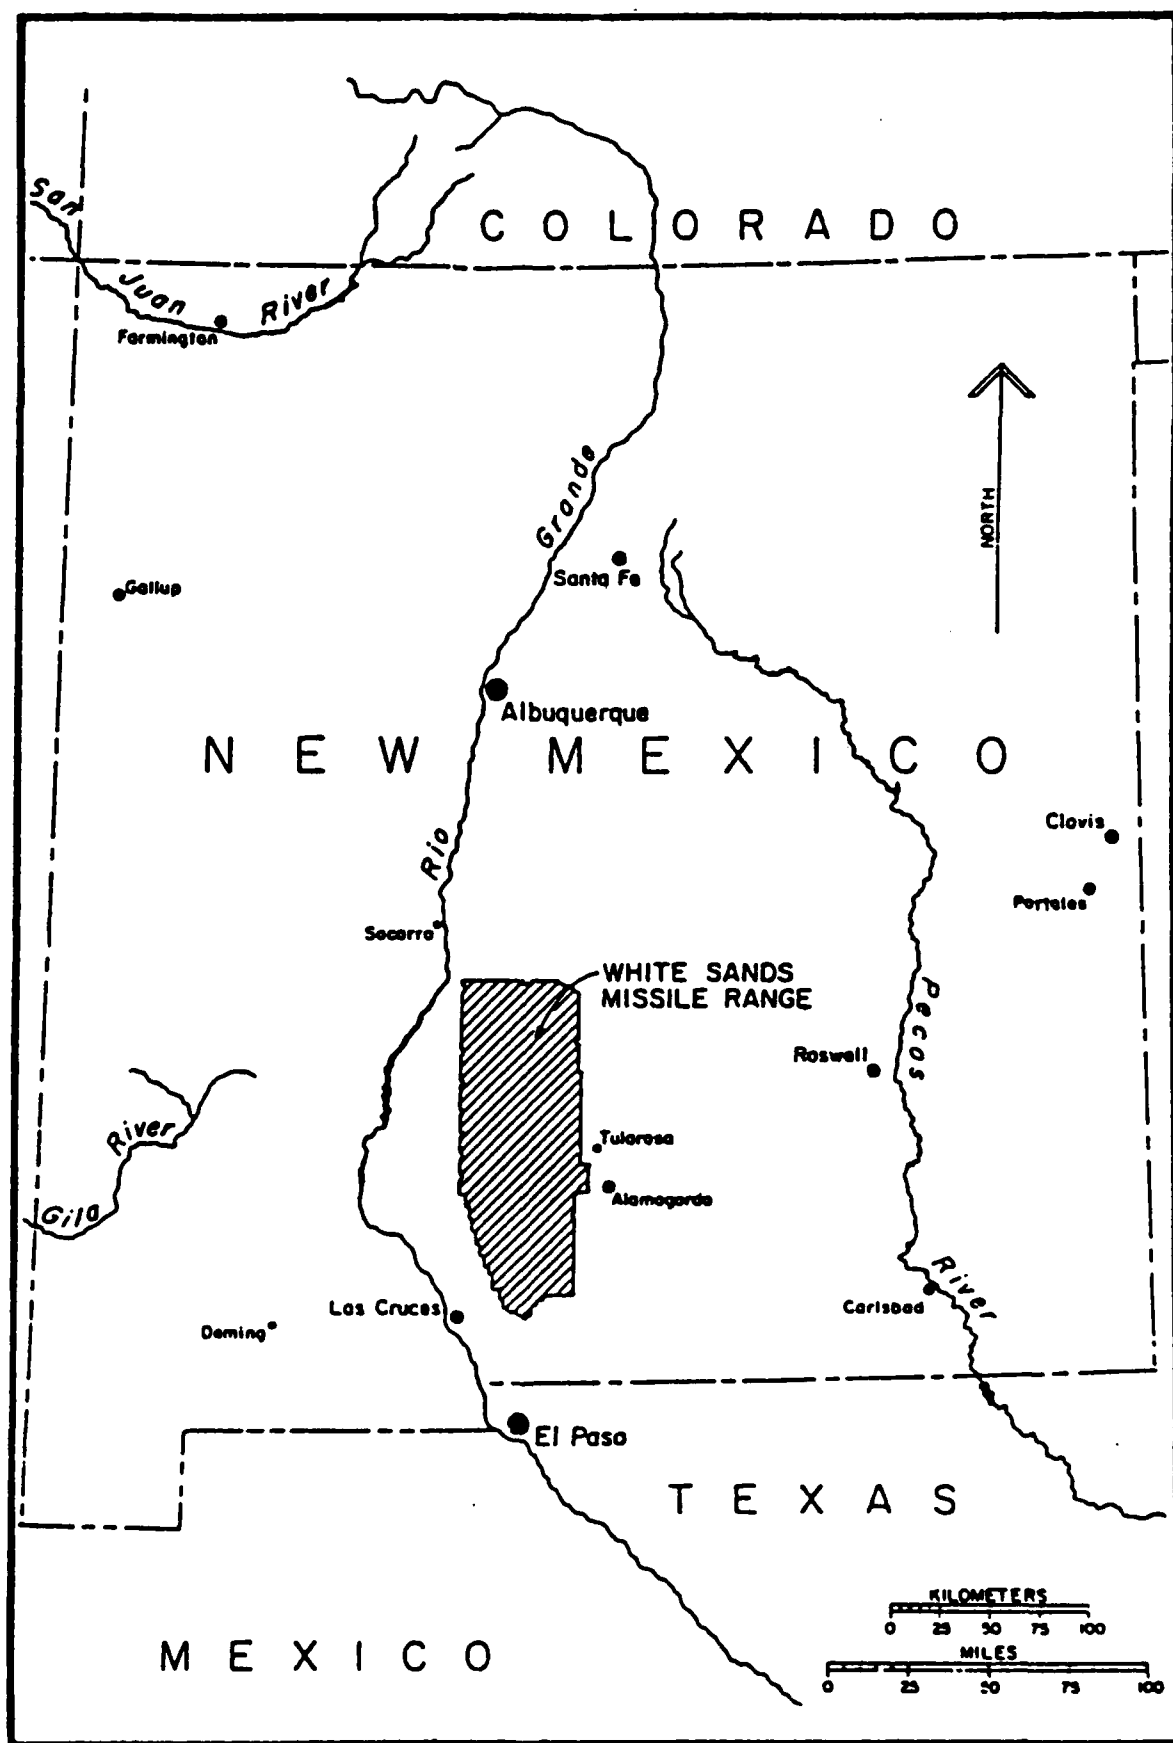 COLORADO
San
Juan
River
Farmington
Grande
NORTH
Santa Fe
Gallup
Albuquerque
NEW MEXICO
Rio
Clovis
Portales
Socorro
WHITE SANDS
MISSILE RANGE
Pecos
Roswell
River
Tularosa
Alamogordo
Gila
River
Las Cruces
Carlsbad
Deming
El Paso
TEXAS
KILOMETERS
0 25 50 75 100
MILES
0 25 50 75 100
MEXICO